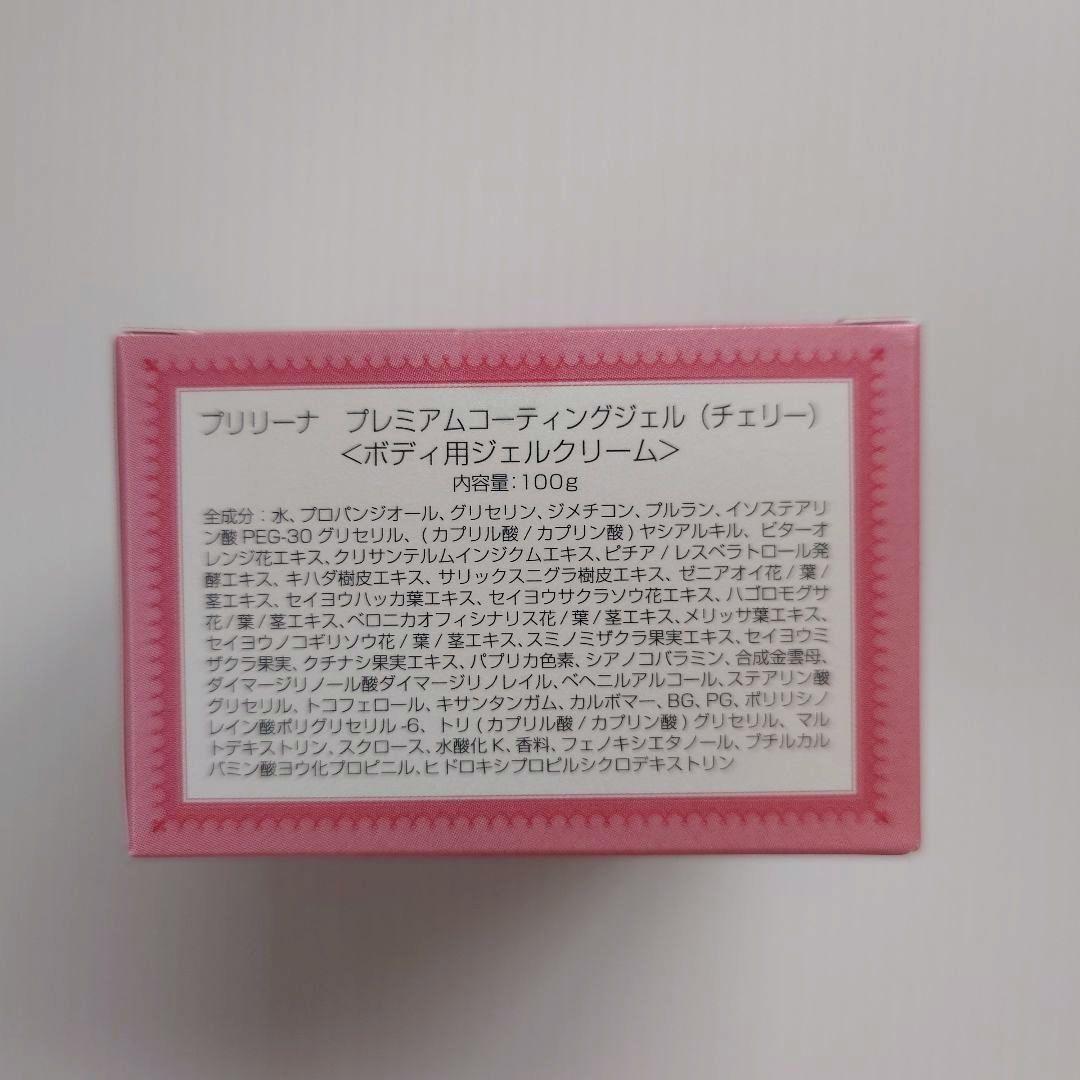 プリリーナ　プレミアムコーティングジェル（チェリー）
＜ボディ用ジェルクリーム＞
内容量：100g
全成分：水、プロパンジオール、グリセリン、ジメチコン、プルラン、イソステアリ
ン酸PEG-30グリセリル、(カプリル酸/カプリン酸)ヤシアルキル、ビターオ
レンジ花エキス、クリサンテルムインジクムエキス、ピチア/レスベラトロール発
酵エキス、キハダ樹皮エキス、サリックスニグラ樹皮エキス、ゼニアオイ花/葉/
茎エキス、セイヨウハッカ葉エキス、セイヨウサクラソウ花エキス、ハゴロモグサ
花/葉/茎エキス、ベロニカオフィシナリス花/葉/茎エキス、メリッサ葉エキス、
セイヨウノコギリソウ花/葉/茎エキス、スミノミザクラ果実エキス、セイヨウミ
ザクラ果実、クチナシ果実エキス、パプリカ色素、シアノコバラミン、合成金雲母、
ダイマージリノール酸ダイマージリノレイル、ベヘニルアルコール、ステアリン酸
グリセリル、トコフェロール、キサンタンガム、カルボマー、BG、PG、ポリリシノ
レイン酸ポリグリセリル-6、トリ(カプリル酸/カプリン酸)グリセリル、マル
トデキストリン、スクロース、水酸化K、香料、フェノキシエタノール、ブチルカル
バミン酸ヨウ化プロピニル、ヒドロキシプロピルシクロデキストリン